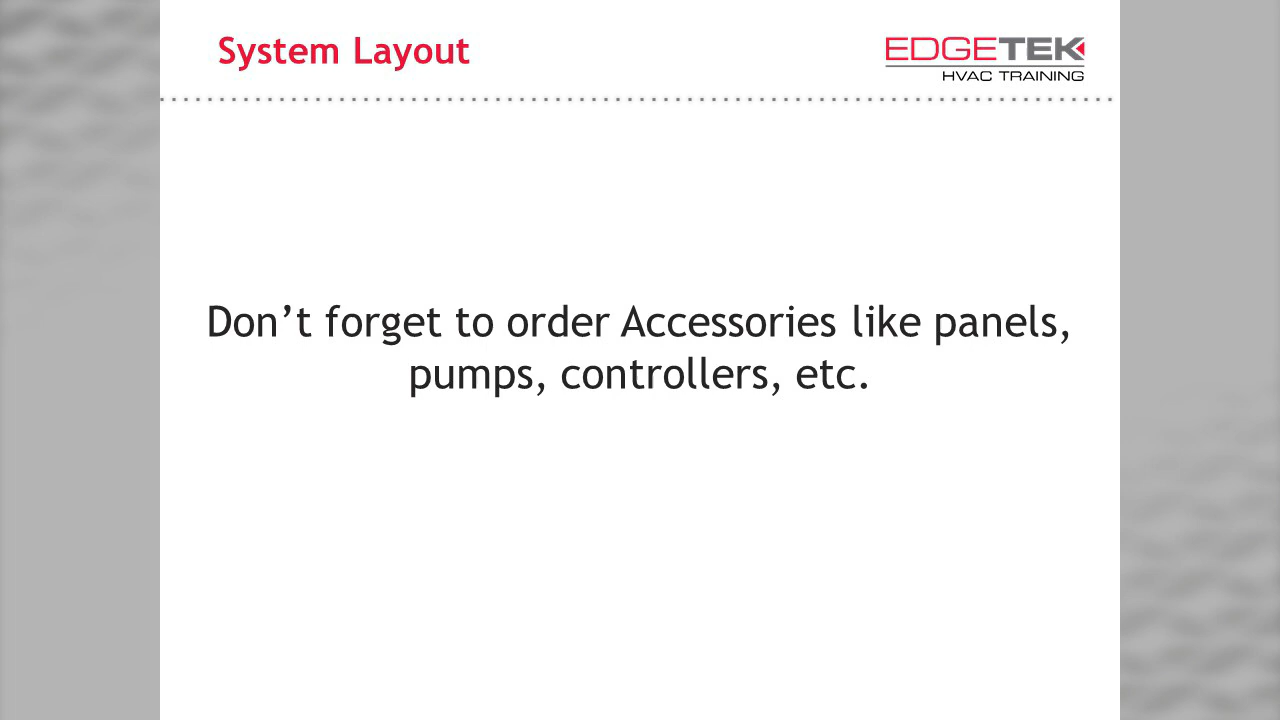 System Layout
EDGETEK
HVAC TRAINING
Don’t forget to order Accessories like panels,
pumps, controllers, etc.